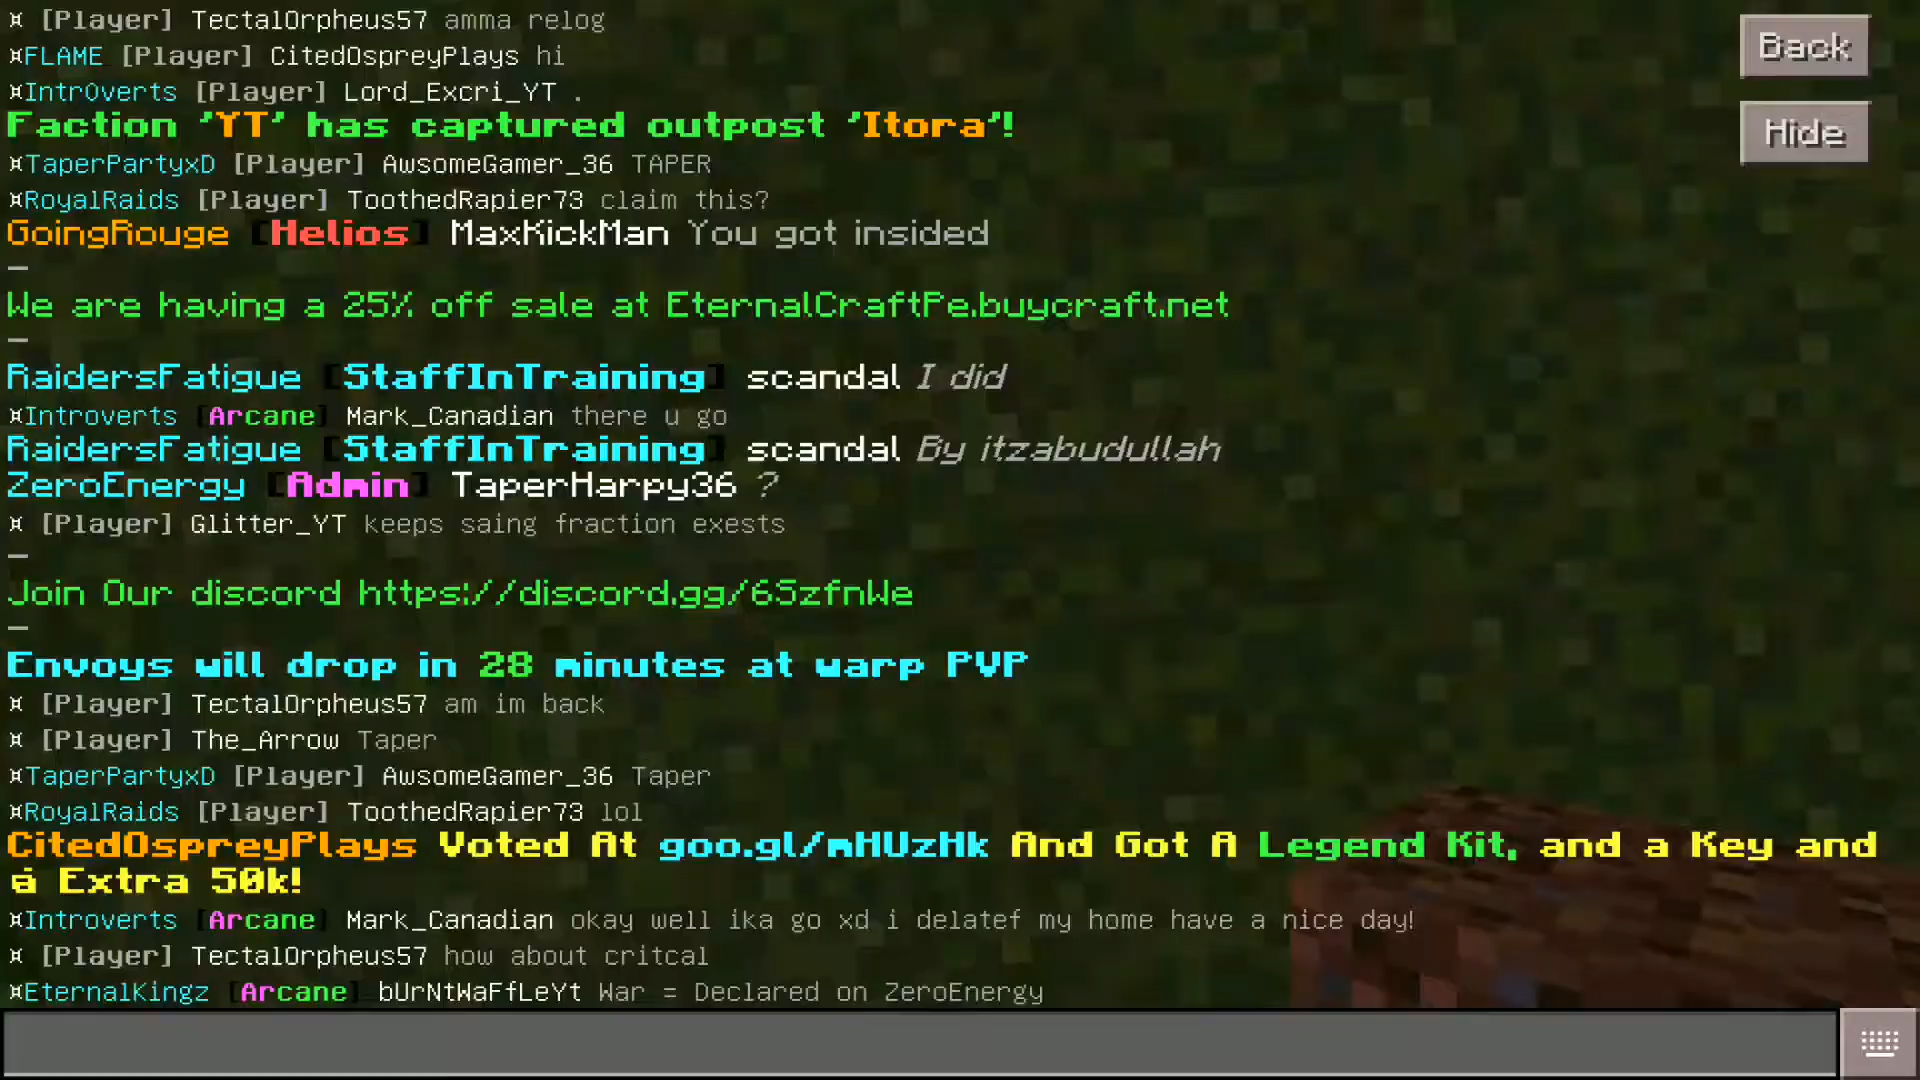 ¤ [Player] TectalOrpheus57 amma relog
¤FLAME [Player] CitedOspreyPlays hi
¤IntrOverts [Player] Lord_Excri_YT .
Faction 'YT' has captured outpost 'Itora'!
¤TaperPartyxD [Player] AwsomeGamer_36 TAPER
¤RoyalRaids [Player] ToothedRapier73 claim this?
GoingRouge [Helios] MaxKickMan You got insided
—
We are having a 25% off sale at EternalCraftPe.buycraft.net
—
RaidersFatigue [StaffInTraining] scandal I did
¤Introverts [Arcane] Mark_Canadian there u go
RaidersFatigue [StaffInTraining] scandal By itzabudullah
ZeroEnergy [Admin] TaperHarpy36 ?
¤ [Player] Glitter_YT keeps saing fraction exests
—
Join Our discord https://discord.gg/6SzfnWe
—
Envoys will drop in 28 minutes at warp PVP
¤ [Player] TectalOrpheus57 am im back
¤ [Player] The_Arrow Taper
¤TaperPartyxD [Player] AwsomeGamer_36 Taper
¤RoyalRaids [Player] ToothedRapier73 lol
CitedOspreyPlays Voted At goo.gl/mHUzHk And Got A Legend Kit, and a Key and
a Extra 50k!
¤Introverts [Arcane] Mark_Canadian okay well ika go xd i delatef my home have a nice day!
¤ [Player] TectalOrpheus57 how about critcal
¤EternalKingz [Arcane] bUrNtWaFfLeYt War = Declared on ZeroEnergy
Back
Hide